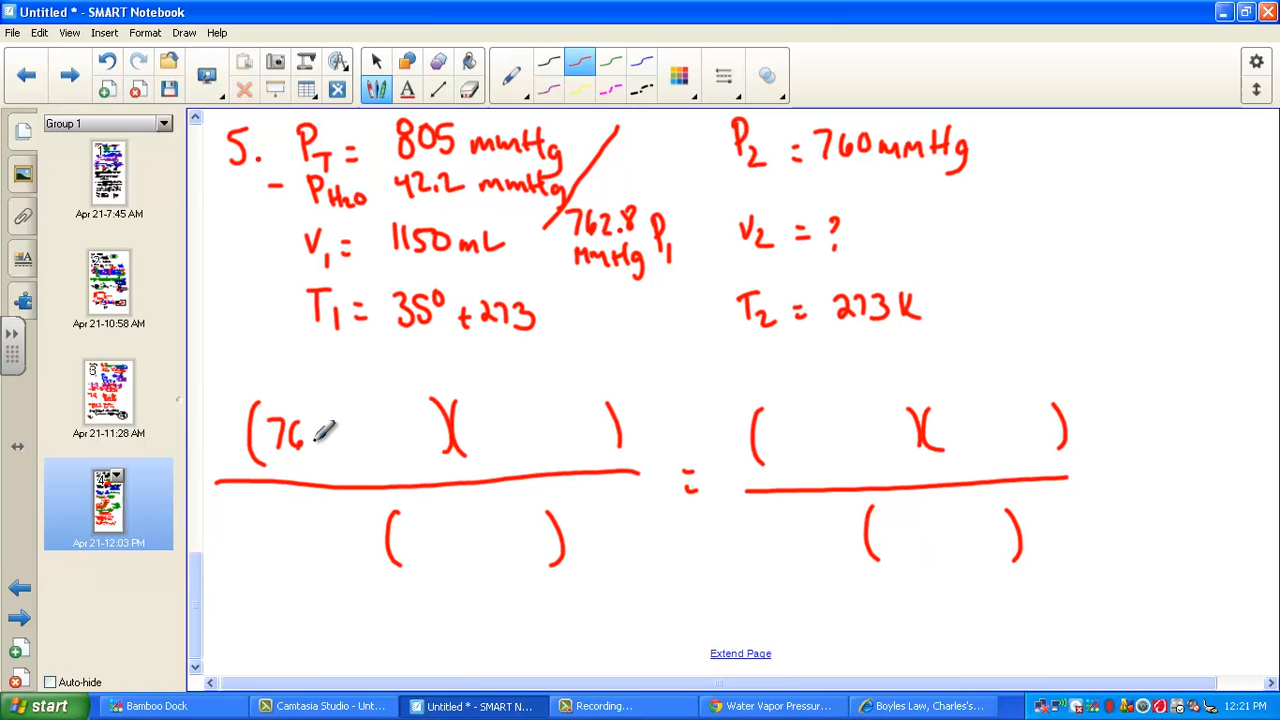 Untitled * - SMART Notebook
File Edit View Insert Format Draw Help
Group 1
Apr 21-7:45 AM
Apr 21-10:58 AM
Apr 21-11:28 AM
Apr 21-12:03 PM
Auto-hide
5. PT = 805 mmHg
P2 = 760 mmHg
- PH2O 42.2 mmHg
762.8 mmHg P1
V1 = 1150 mL
V2 = ?
T1 = 35° + 273
T2 = 273 K
(76 )( ) = ( )( )
( ) ( )
Extend Page
start
Bamboo Dock
Camtasia Studio - Unt...
Untitled * - SMART N...
Recording...
Water Vapor Pressur...
Boyles Law, Charles's...
12:21 PM